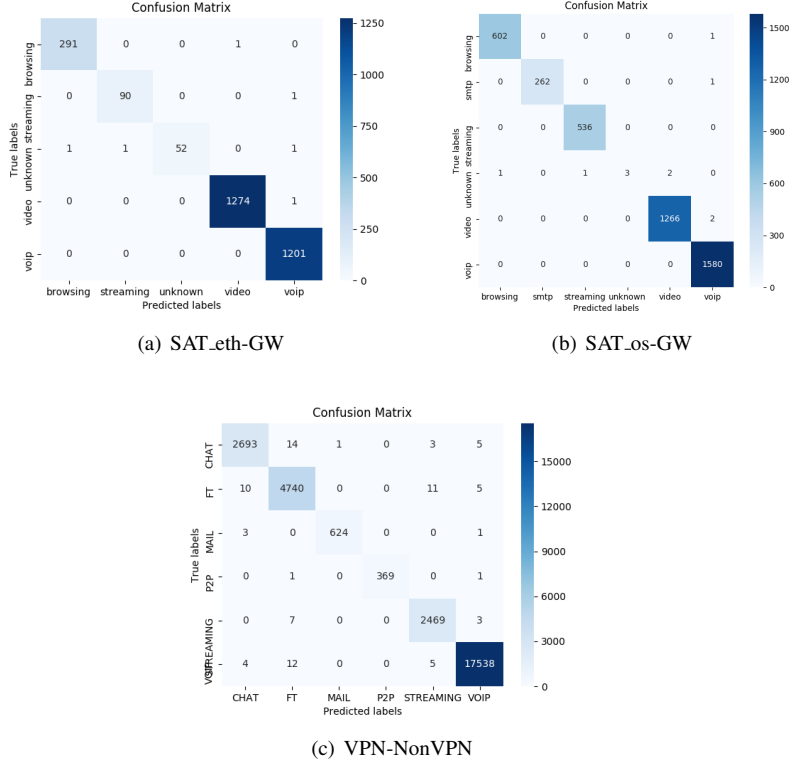 Confusion Matrix
browsing 291 0 0 1 0
streaming 0 90 0 0 1
unknown 1 1 52 0 1
video 0 0 0 1274 1
voip 0 0 0 0 1201
True labels
browsing streaming unknown video voip
Predicted labels
1250
1000
750
500
250
0
(a) SAT_eth-GW
Confusion Matrix
browsing 602 0 0 0 0 1
smtp 0 262 0 0 0 1
streaming 0 0 536 0 0 0
unknown 1 0 1 3 2 0
video 0 0 0 0 1266 2
voip 0 0 0 0 0 1580
True labels
browsing smtp streaming unknown video voip
Predicted labels
1500
1200
900
600
300
0
(b) SAT_os-GW
Confusion Matrix
CHAT 2693 14 1 0 3 5
FT 10 4740 0 0 11 5
MAIL 3 0 624 0 0 1
P2P 0 1 0 369 0 1
STREAMING 0 7 0 0 2469 3
VOIP 4 12 0 0 5 17538
True labels
CHAT FT MAIL P2P STREAMING VOIP
Predicted labels
15000
12000
9000
6000
3000
0
(c) VPN-NonVPN